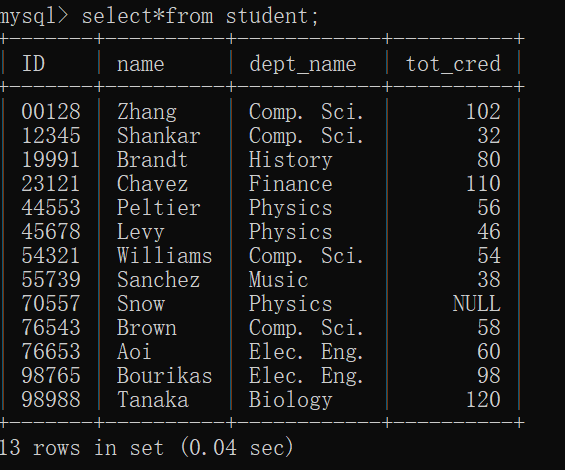 mysql> select*from student;
+-------+----------+------------+----------+
| ID | name | dept_name | tot_cred |
+-------+----------+------------+----------+
| 00128 | Zhang | Comp. Sci. | 102 |
| 12345 | Shankar | Comp. Sci. | 32 |
| 19991 | Brandt | History | 80 |
| 23121 | Chavez | Finance | 110 |
| 44553 | Peltier | Physics | 56 |
| 45678 | Levy | Physics | 46 |
| 54321 | Williams | Comp. Sci. | 54 |
| 55739 | Sanchez | Music | 38 |
| 70557 | Snow | Physics | NULL |
| 76543 | Brown | Comp. Sci. | 58 |
| 76653 | Aoi | Elec. Eng. | 60 |
| 98765 | Bourikas | Elec. Eng. | 98 |
| 98988 | Tanaka | Biology | 120 |
+-------+----------+------------+----------+
13 rows in set (0.04 sec)